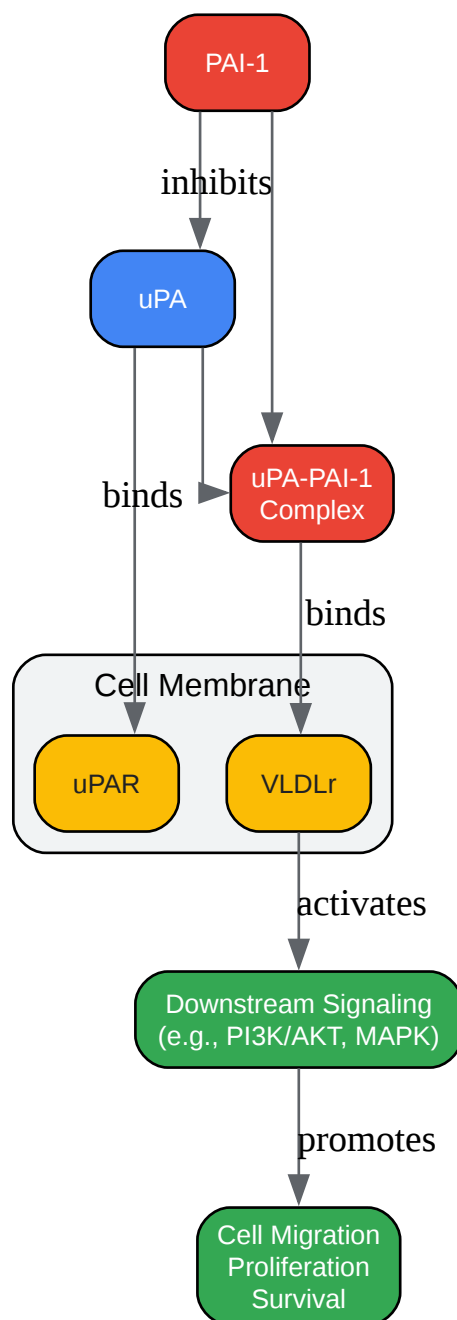 PAI-1
inhibits
uPA
uPA-PAI-1
Complex
binds
binds
Cell Membrane
uPAR
VLDLr
activates
Downstream Signaling
(e.g., PI3K/AKT, MAPK)
promotes
Cell Migration
Proliferation
Survival